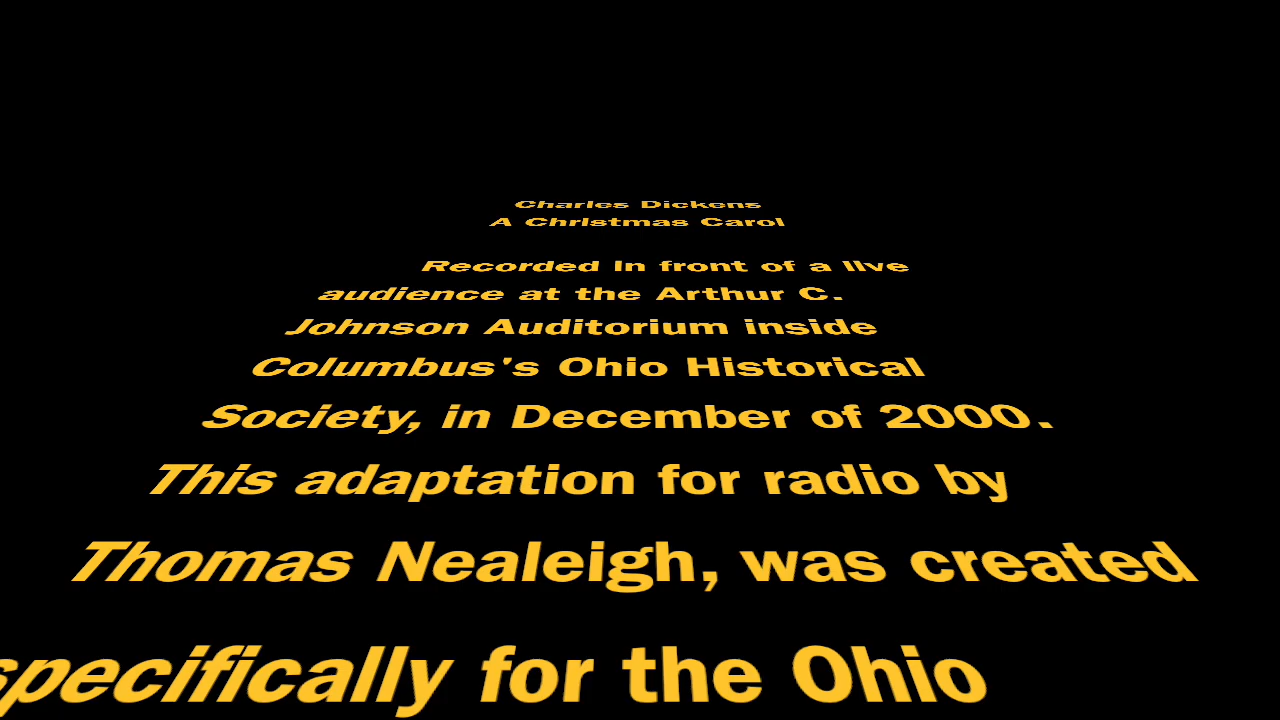 Charles Dickens
A Christmas Carol
Recorded in front of a live
audience at the Arthur C.
Johnson Auditorium inside
Columbus's Ohio Historical
Society, in December of 2000.
This adaptation for radio by
Thomas Nealeigh, was created
specifically for the Ohio